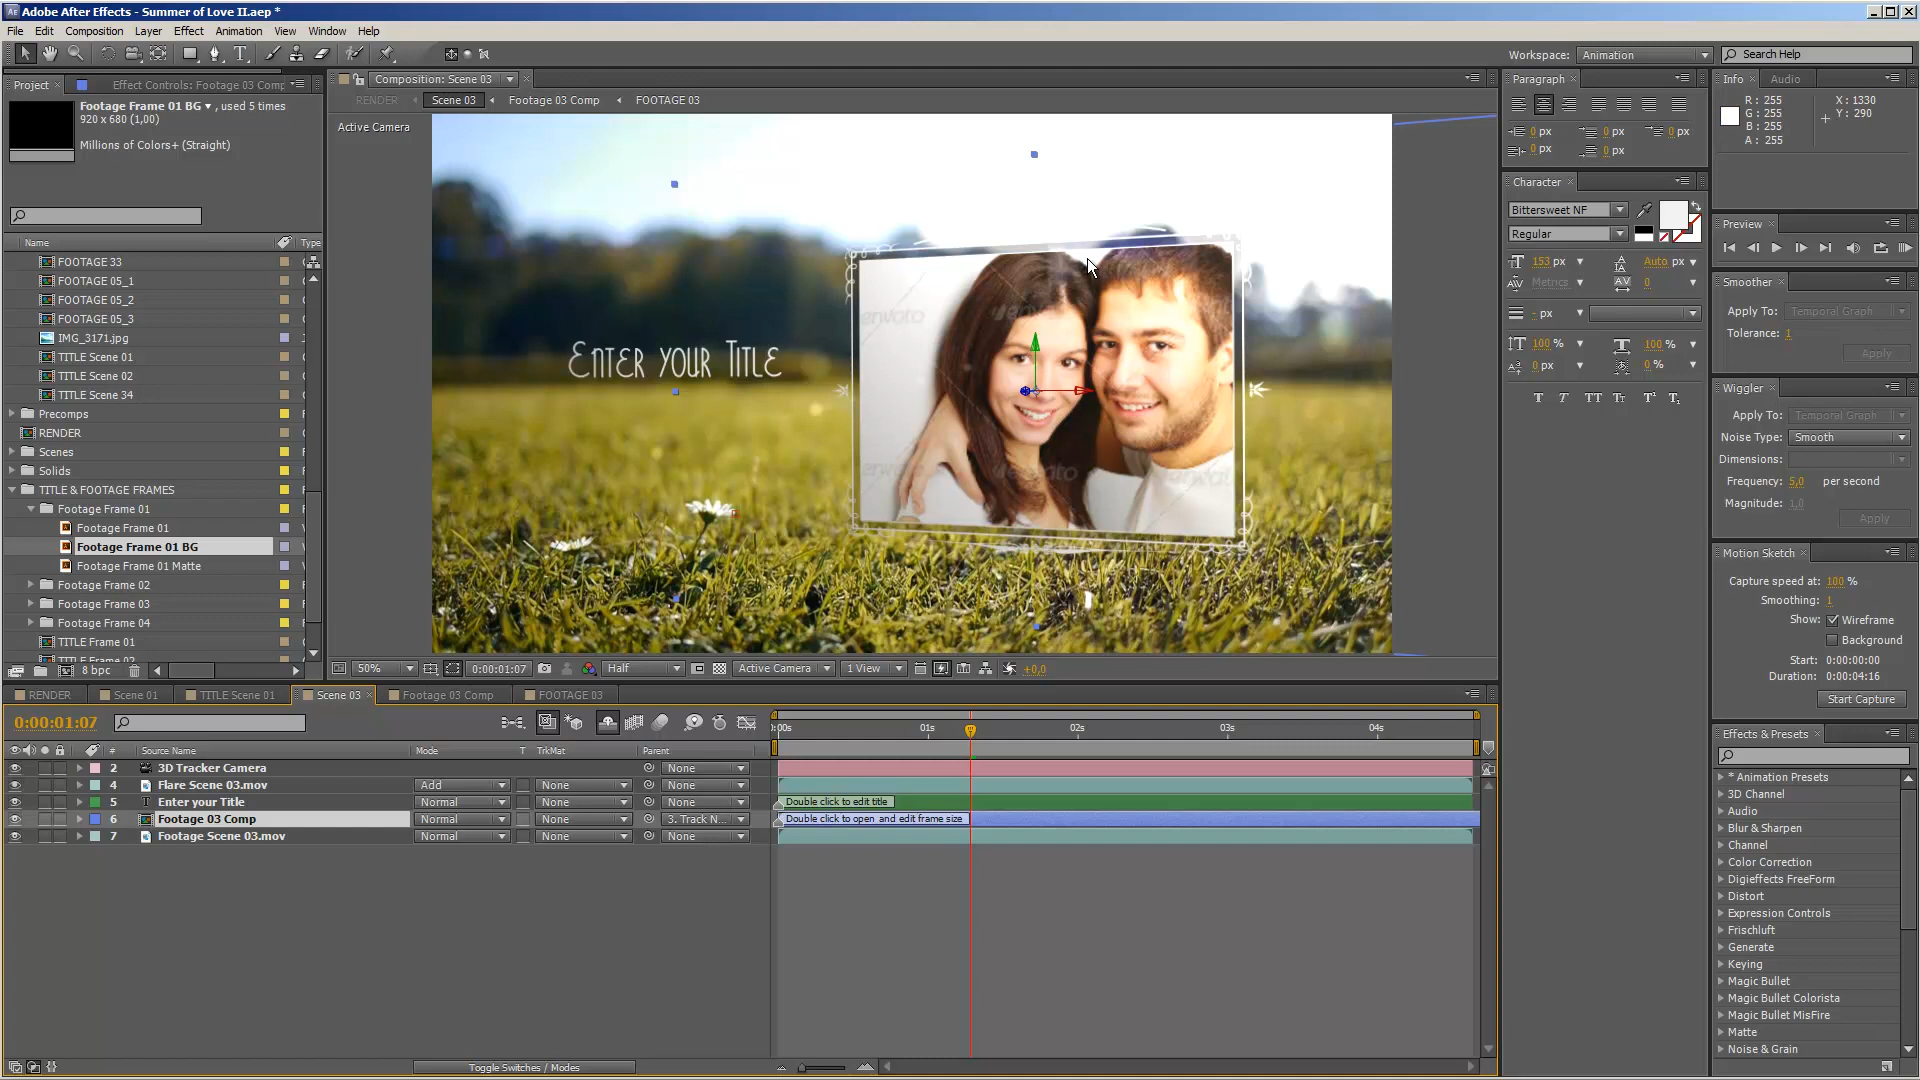 Adobe After Effects - Summer of Love II.aep *
File Edit Composition Layer Effect Animation View Window Help
Workspace: Animation Search Help
Project Effect Controls: Footage 03 Comp
Footage Frame 01 BG , used 5 times
920 x 680 (1,00)
Millions of Colors+ (Straight)
Name Type
FOOTAGE 33
FOOTAGE 05_1
FOOTAGE 05_2
FOOTAGE 05_3
IMG_3171.jpg
TITLE Scene 01
TITLE Scene 02
TITLE Scene 34
Precomps
RENDER
Scenes
Solids
TITLE & FOOTAGE FRAMES
Footage Frame 01
Footage Frame 01
Footage Frame 01 BG
Footage Frame 01 Matte
Footage Frame 02
Footage Frame 03
Footage Frame 04
TITLE Frame 01
TITLE Frame 02
8 bpc
Composition: Scene 03
RENDER Scene 03 Footage 03 Comp FOOTAGE 03
Active Camera
Enter your Title
envato
50% 0:00:01:07 Half Active Camera 1 View +0,0
Paragraph
0 px 0 px 0 px
0 px 0 px
Character
Bittersweet NF
Regular
153 px Auto px
Metrics 0
- px
100 % 100 %
0 px 0 %
T T TT TT T¹ T₁
Info Audio
R : 255
G : 255
B : 255
A : 255
X : 1330
Y : 290
Preview
Smoother
Apply To: Temporal Graph
Tolerance: 1
Apply
Wiggler
Apply To: Temporal Graph
Noise Type: Smooth
Dimensions:
Frequency: 5,0 per second
Magnitude: 1,0
Apply
Motion Sketch
Capture speed at: 100 %
Smoothing: 1
Show: Wireframe
Background
Start: 0:00:00:00
Duration: 0:00:04:16
Start Capture
Effects & Presets
* Animation Presets
3D Channel
Audio
Blur & Sharpen
Channel
Color Correction
Digieffects FreeForm
Distort
Expression Controls
Frischluft
Generate
Keying
Magic Bullet
Magic Bullet Colorista
Magic Bullet MisFire
Matte
Noise & Grain
RENDER Scene 01 TITLE Scene 01 Scene 03 Footage 03 Comp FOOTAGE 03
0:00:01:07
:00s 01s 02s 03s 04s
# Source Name Mode T TrkMat Parent
2 3D Tracker Camera None
4 Flare Scene 03.mov Add None None
5 Enter your Title Normal None None Double click to edit title
6 Footage 03 Comp Normal None 3. Track N... Double click to open and edit frame size
7 Footage Scene 03.mov Normal None None
Toggle Switches / Modes